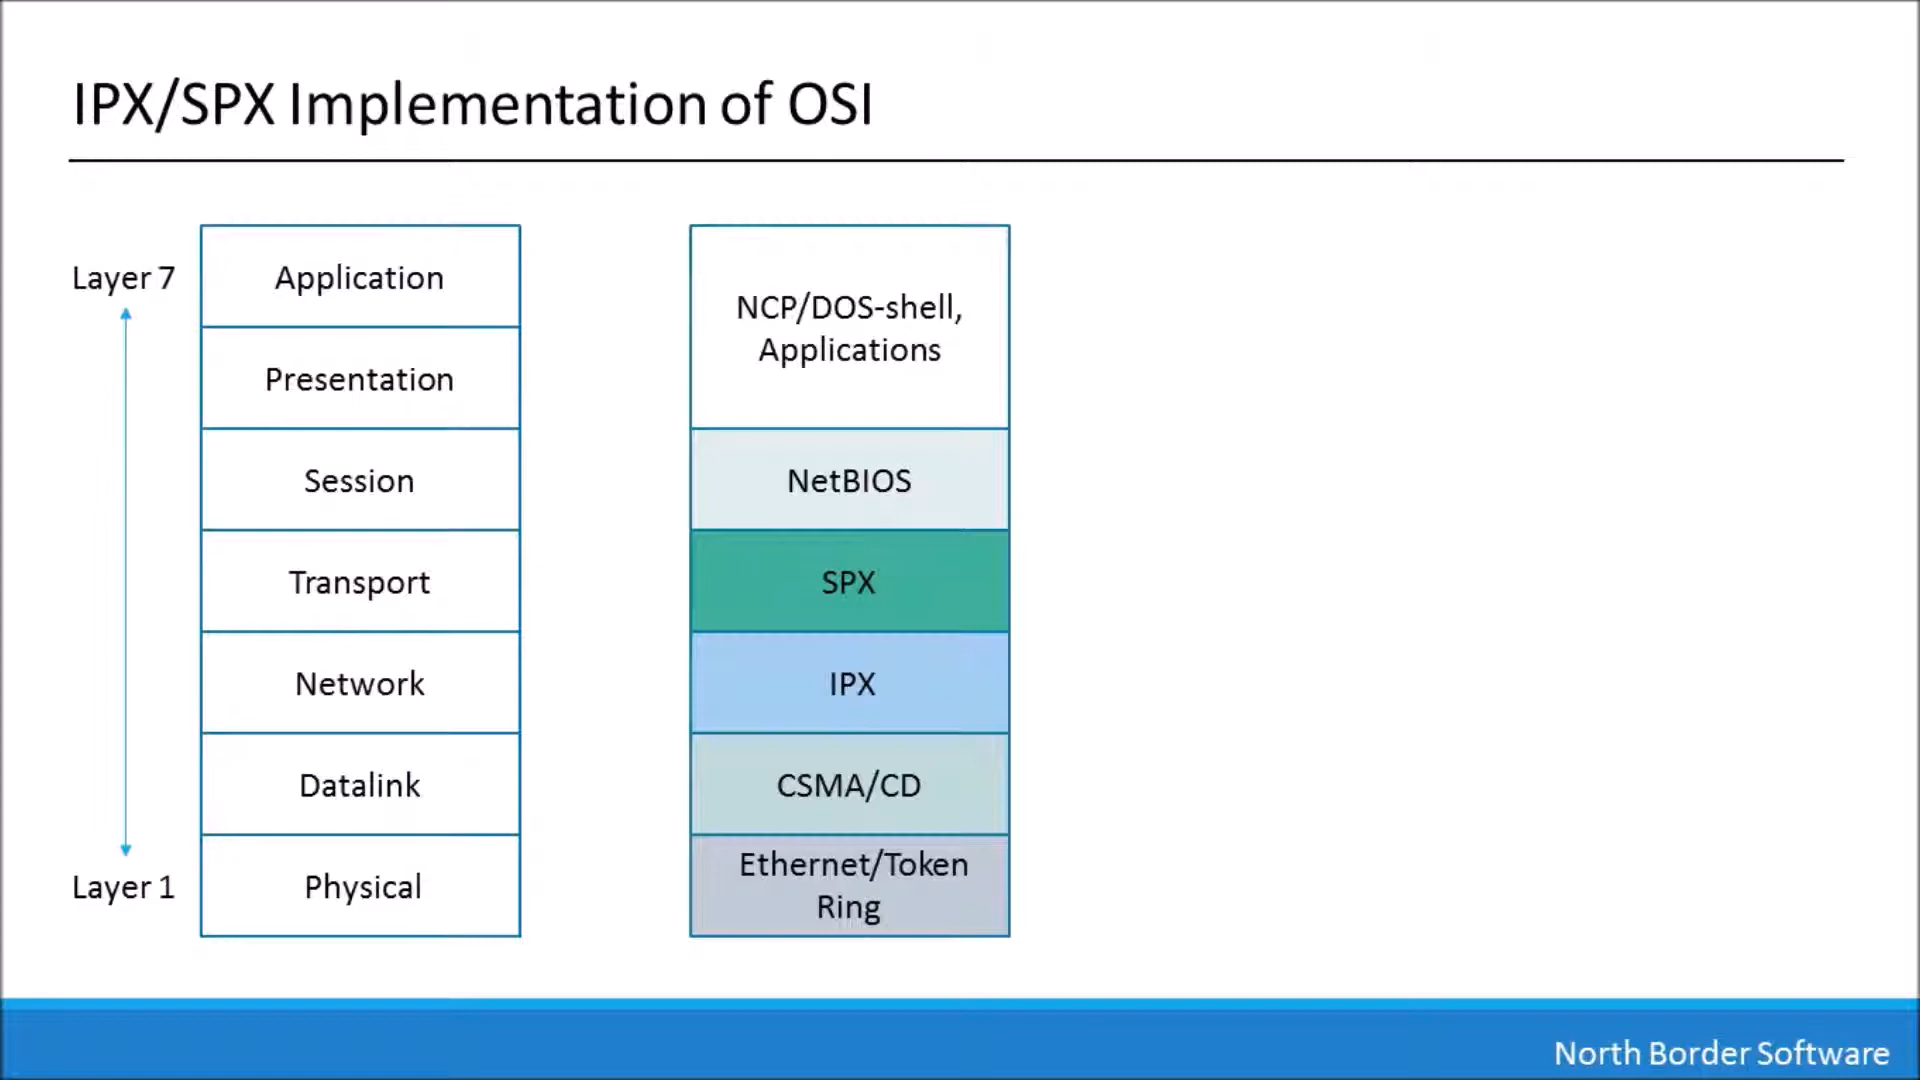 IPX/SPX Implementation of OSI
Layer 7
Application
Presentation
Session
Transport
Network
Datalink
Layer 1
Physical
NCP/DOS-shell,
Applications
NetBIOS
SPX
IPX
CSMA/CD
Ethernet/Token
Ring
North Border Software